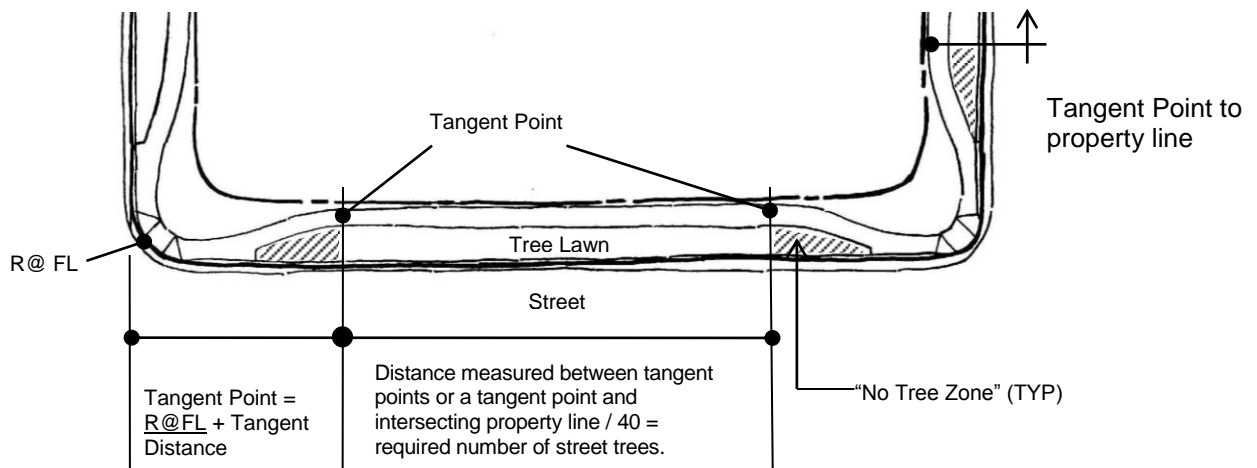 Tangent Point to
property line
Tangent Point
R@ FL
Tree Lawn
Street
Tangent Point =
R@FL + Tangent
Distance
Distance measured between tangent
points or a tangent point and
intersecting property line / 40 =
required number of street trees.
“No Tree Zone” (TYP)